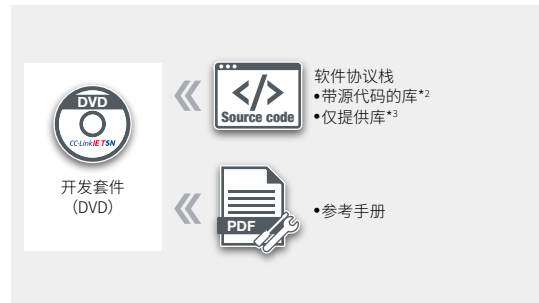 DVD
CC-Link IE TSN
开发套件
（DVD）
</>
Source code
软件协议栈
•带源代码的库*2
•仅提供库*3
PDF
•参考手册